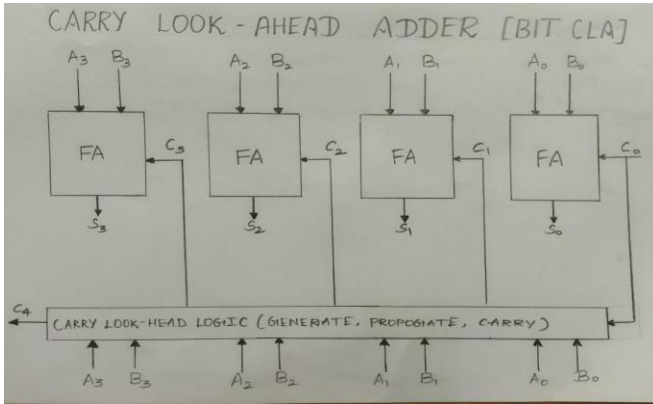 CARRY LOOK-AHEAD ADDER [BIT CLA]
A3 B3 A2 B2 A1 B1 A0 B0
FA C3 FA C2 FA C1 FA C0
S3 S2 S1 S0
C4
CARRY LOOK-HEAD LOGIC (GENERATE, PROPOGIATE, CARRY)
A3 B3 A2 B2 A1 B1 A0 B0